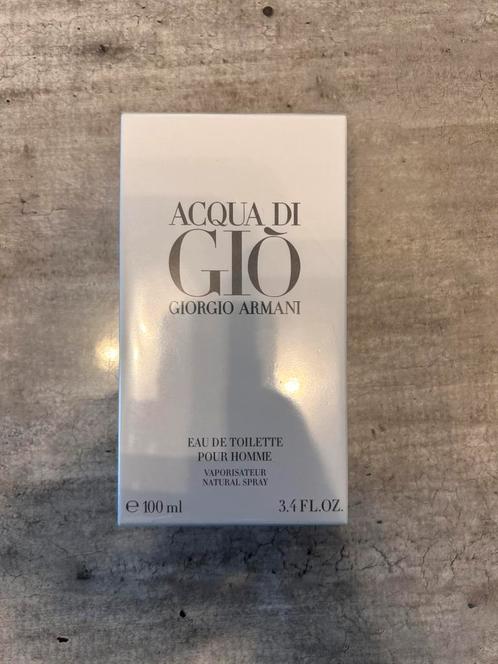 ACQUA DI
GIÒ
GIORGIO ARMANI
EAU DE TOILETTE
POUR HOMME
VAPORISATEUR
NATURAL SPRAY
℮ 100 ml 3.4 FL.OZ.